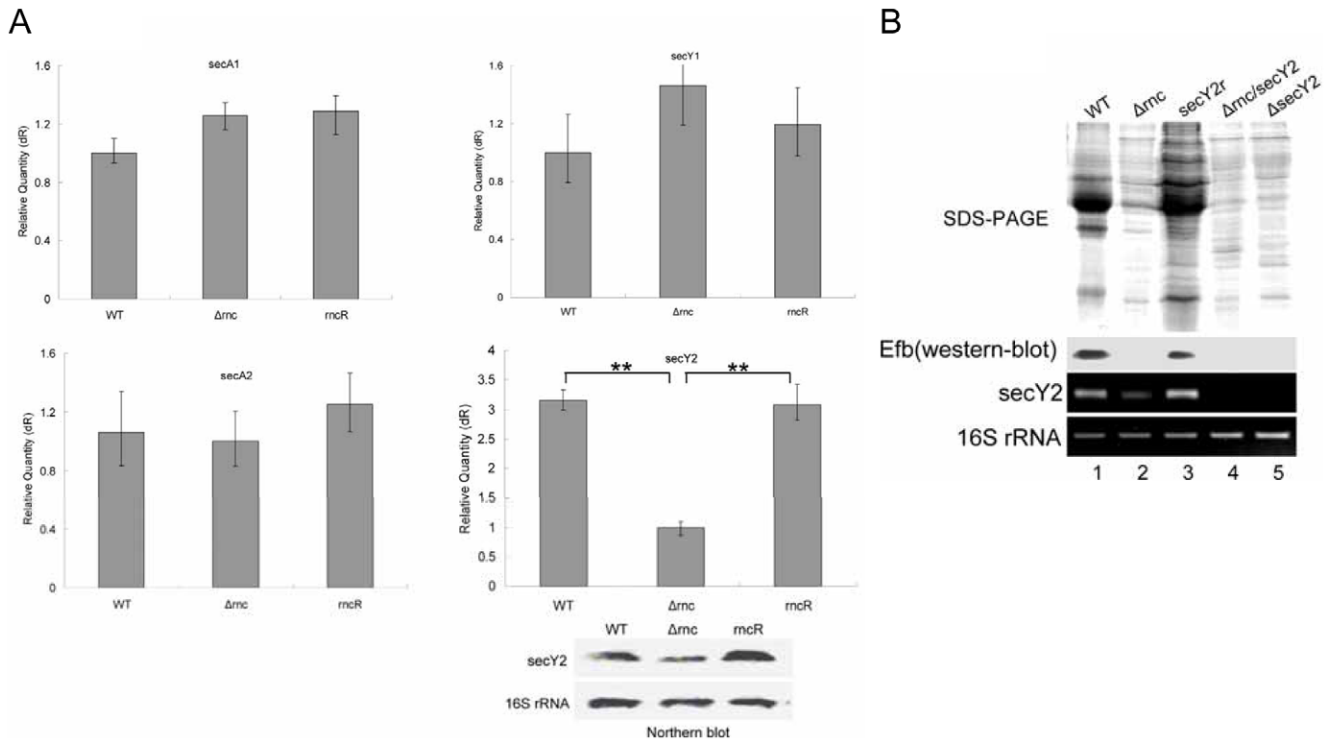 A
secA1
Relative Quantity (dR)
1.6
1.2
0.8
0.4
0
WT Δrnc rncR
secY1
Relative Quantity (dR)
1.6
1.2
0.8
0.4
0
WT Δrnc rncR
secA2
Relative Quantity (dR)
1.6
1.2
0.8
0.4
0
WT Δrnc rncR
secY2
Relative Quantity (dR)
4
3.5
3
2.5
2
1.5
1
0.5
0
** **
WT Δrnc rncR
WT Δrnc rncR
secY2
16S rRNA
Northern blot
B
WT Δrnc secY2r Δrnc/secY2 ΔsecY2
SDS-PAGE
Efb(western-blot)
secY2
16S rRNA
1 2 3 4 5